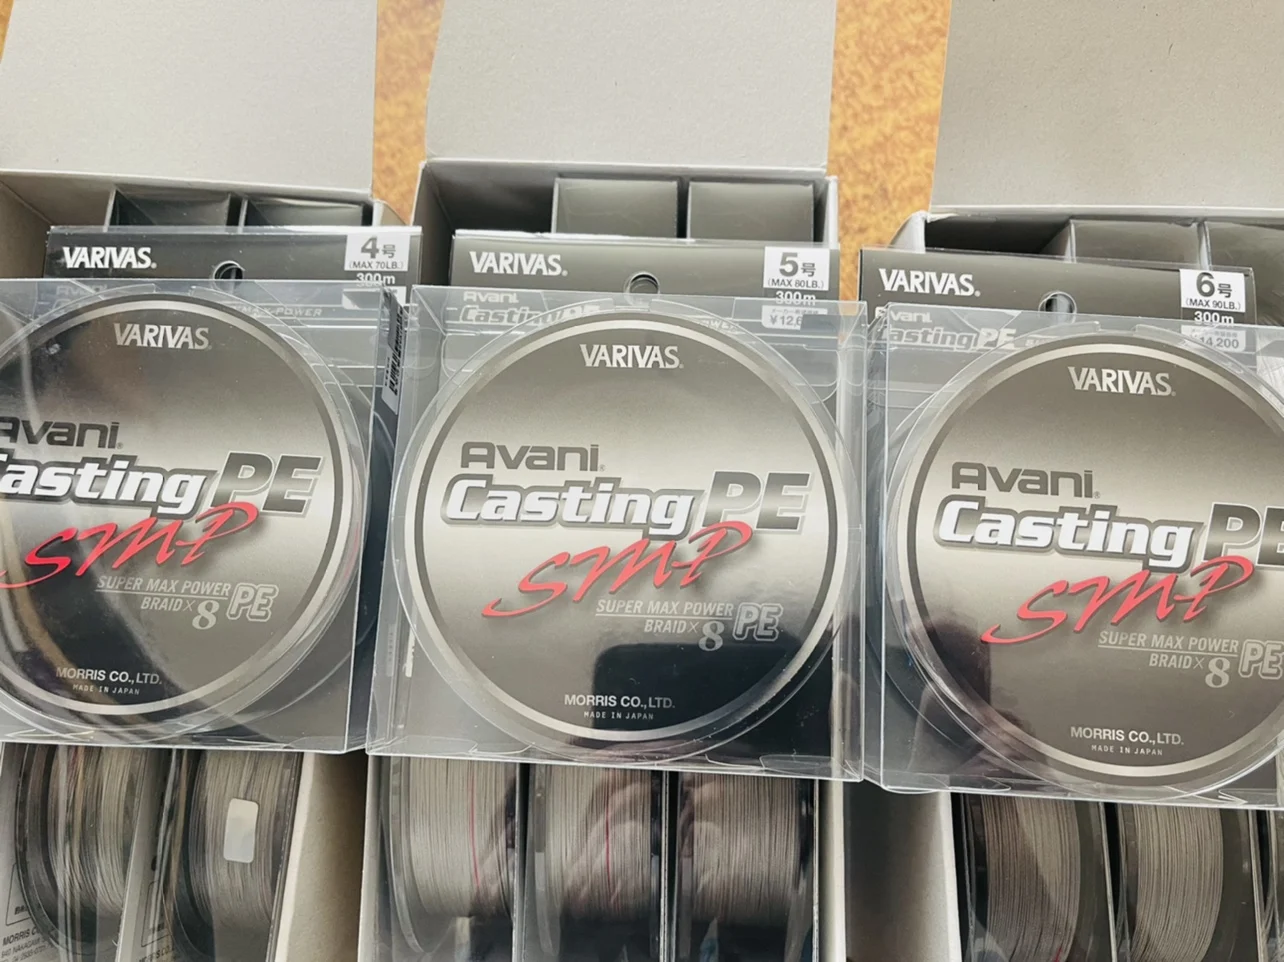 VARIVAS®
4号
(MAX 70LB.)
300m
VARIVAS®
Avani®
Casting PE
SMP
SUPER MAX POWER
BRAID×8 PE
MORRIS CO.,LTD.
MADE IN JAPAN
VARIVAS®
5号
(MAX 80LB.)
300m
Avani
Casting PE
VARIVAS®
Avani®
Casting PE
SMP
SUPER MAX POWER
BRAID×8 PE
MORRIS CO.,LTD.
MADE IN JAPAN
VARIVAS®
6号
(MAX 90LB.)
300m
14,200
VARIVAS®
Avani®
Casting PE
SMP
SUPER MAX POWER
BRAID×8 PE
MORRIS CO.,LTD.
MADE IN JAPAN